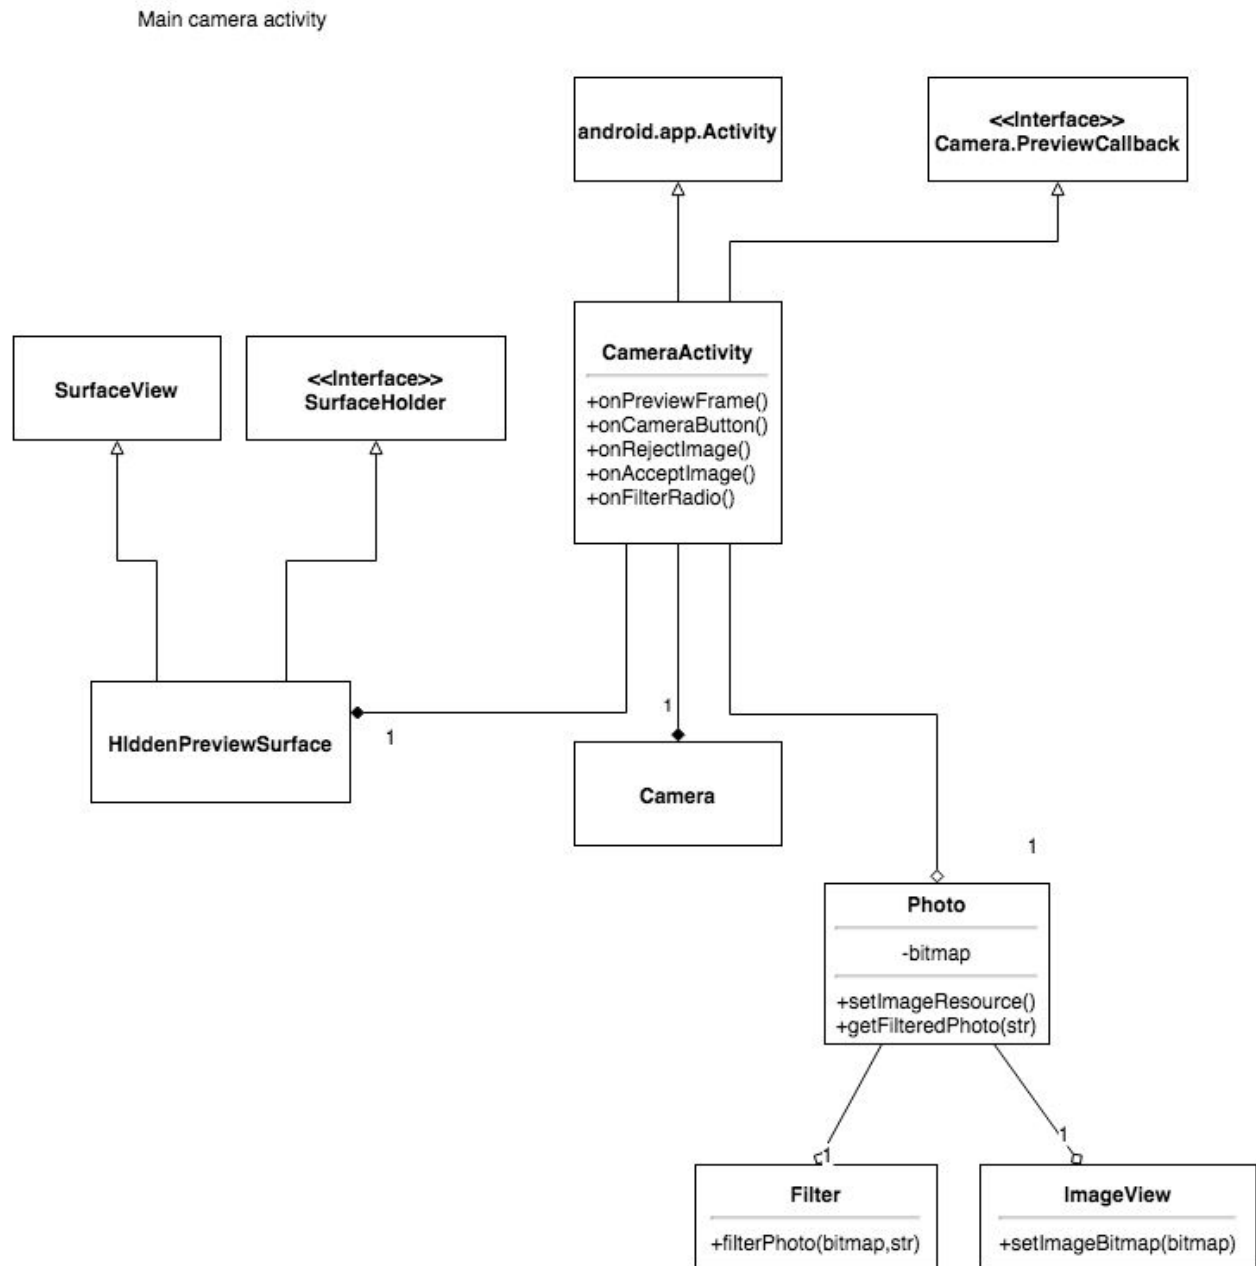 Main camera activity
android.app.Activity
<<Interface>>
Camera.PreviewCallback
CameraActivity
+onPreviewFrame()
+onCameraButton()
+onRejectImage()
+onAcceptImage()
+onFilterRadio()
SurfaceView
<<Interface>>
SurfaceHolder
HIddenPreviewSurface
1
1
Camera
1
Photo
-bitmap
+setImageResource()
+getFilteredPhoto(str)
1
1
Filter
+filterPhoto(bitmap,str)
ImageView
+setImageBitmap(bitmap)